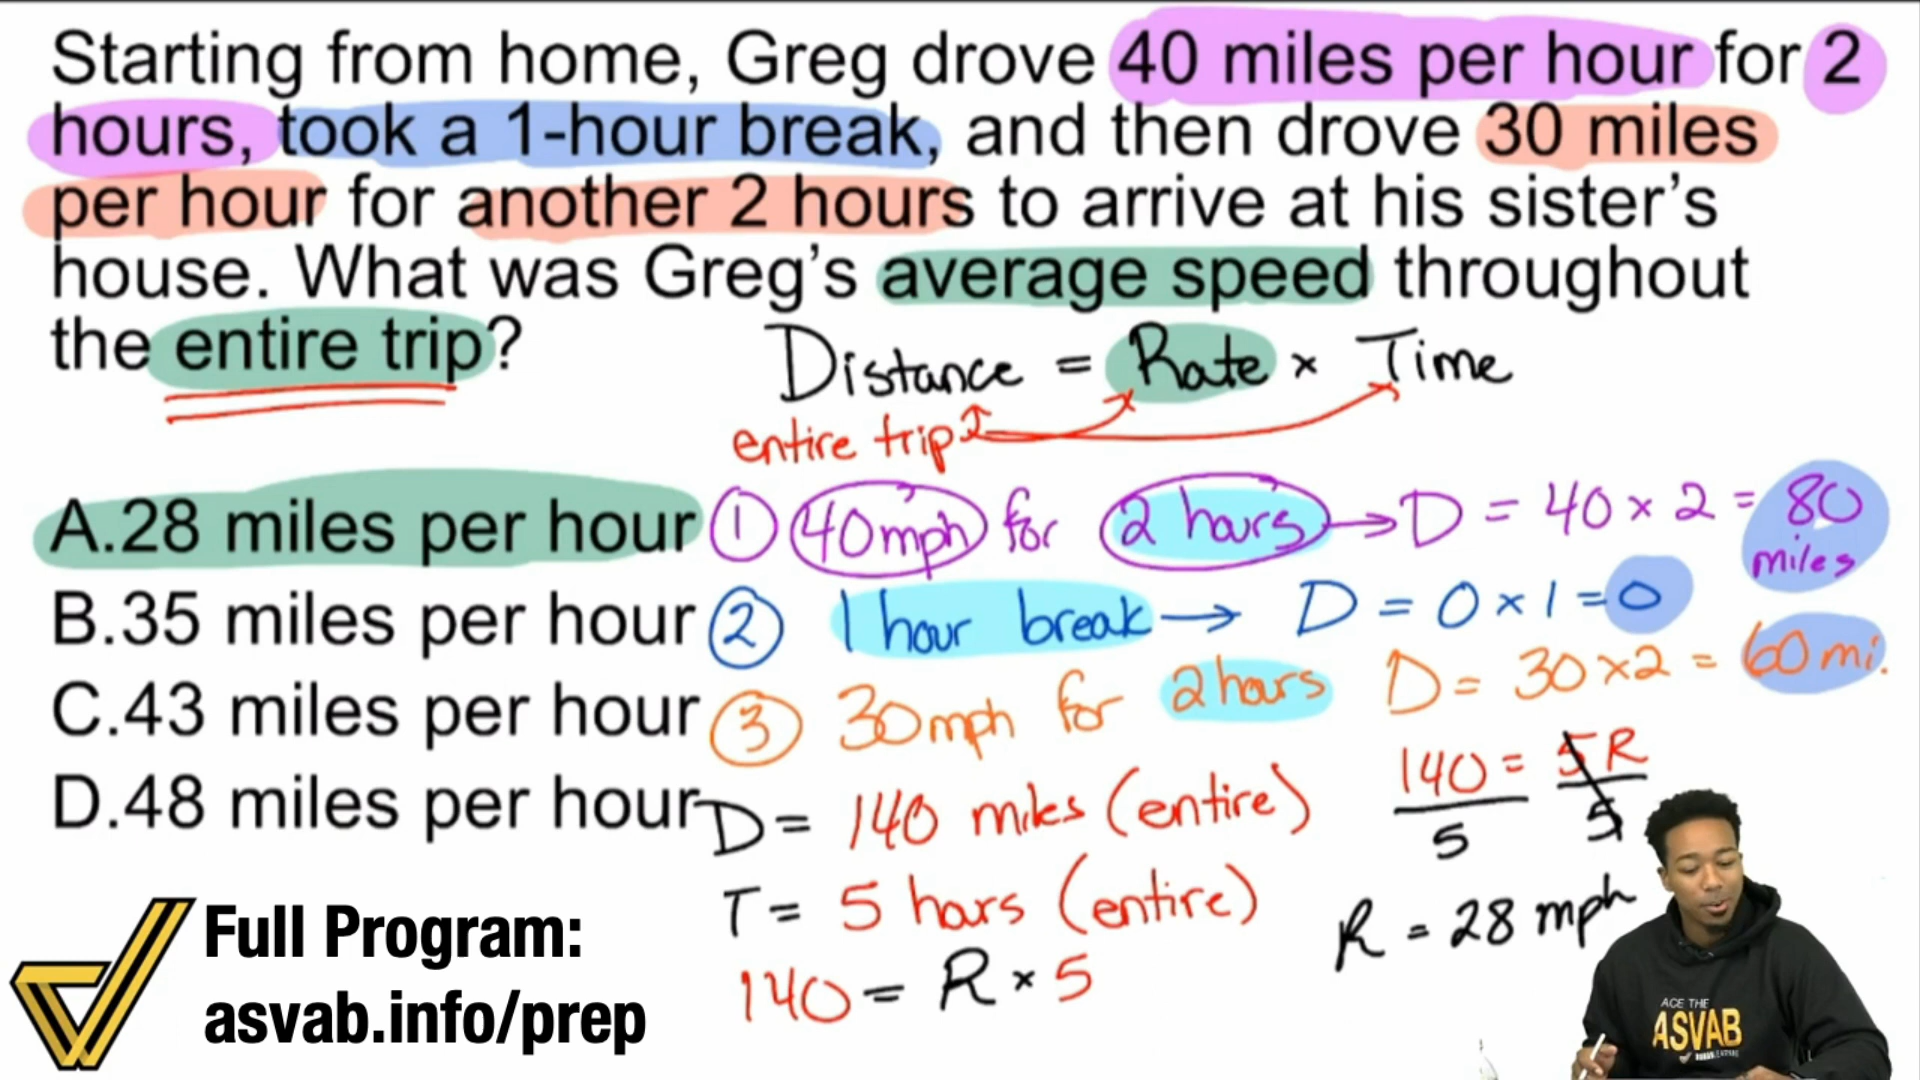 Starting from home, Greg drove 40 miles per hour for 2
hours, took a 1-hour break, and then drove 30 miles
per hour for another 2 hours to arrive at his sister’s
house. What was Greg’s average speed throughout
the entire trip?
Distance = Rate × Time
entire trip
A.28 miles per hour
① 40mph for 2 hours → D = 40 × 2 = 80
miles
B.35 miles per hour
② 1 hour break → D = 0 × 1 = 0
C.43 miles per hour
③ 30mph for 2 hours D = 30 × 2 = 60 mi.
D.48 miles per hour
D = 140 miles (entire)
T = 5 hours (entire)
140 = R × 5
140 = 5R
5 5
R = 28 mph
Full Program:
asvab.info/prep
ACE THE
ASVAB